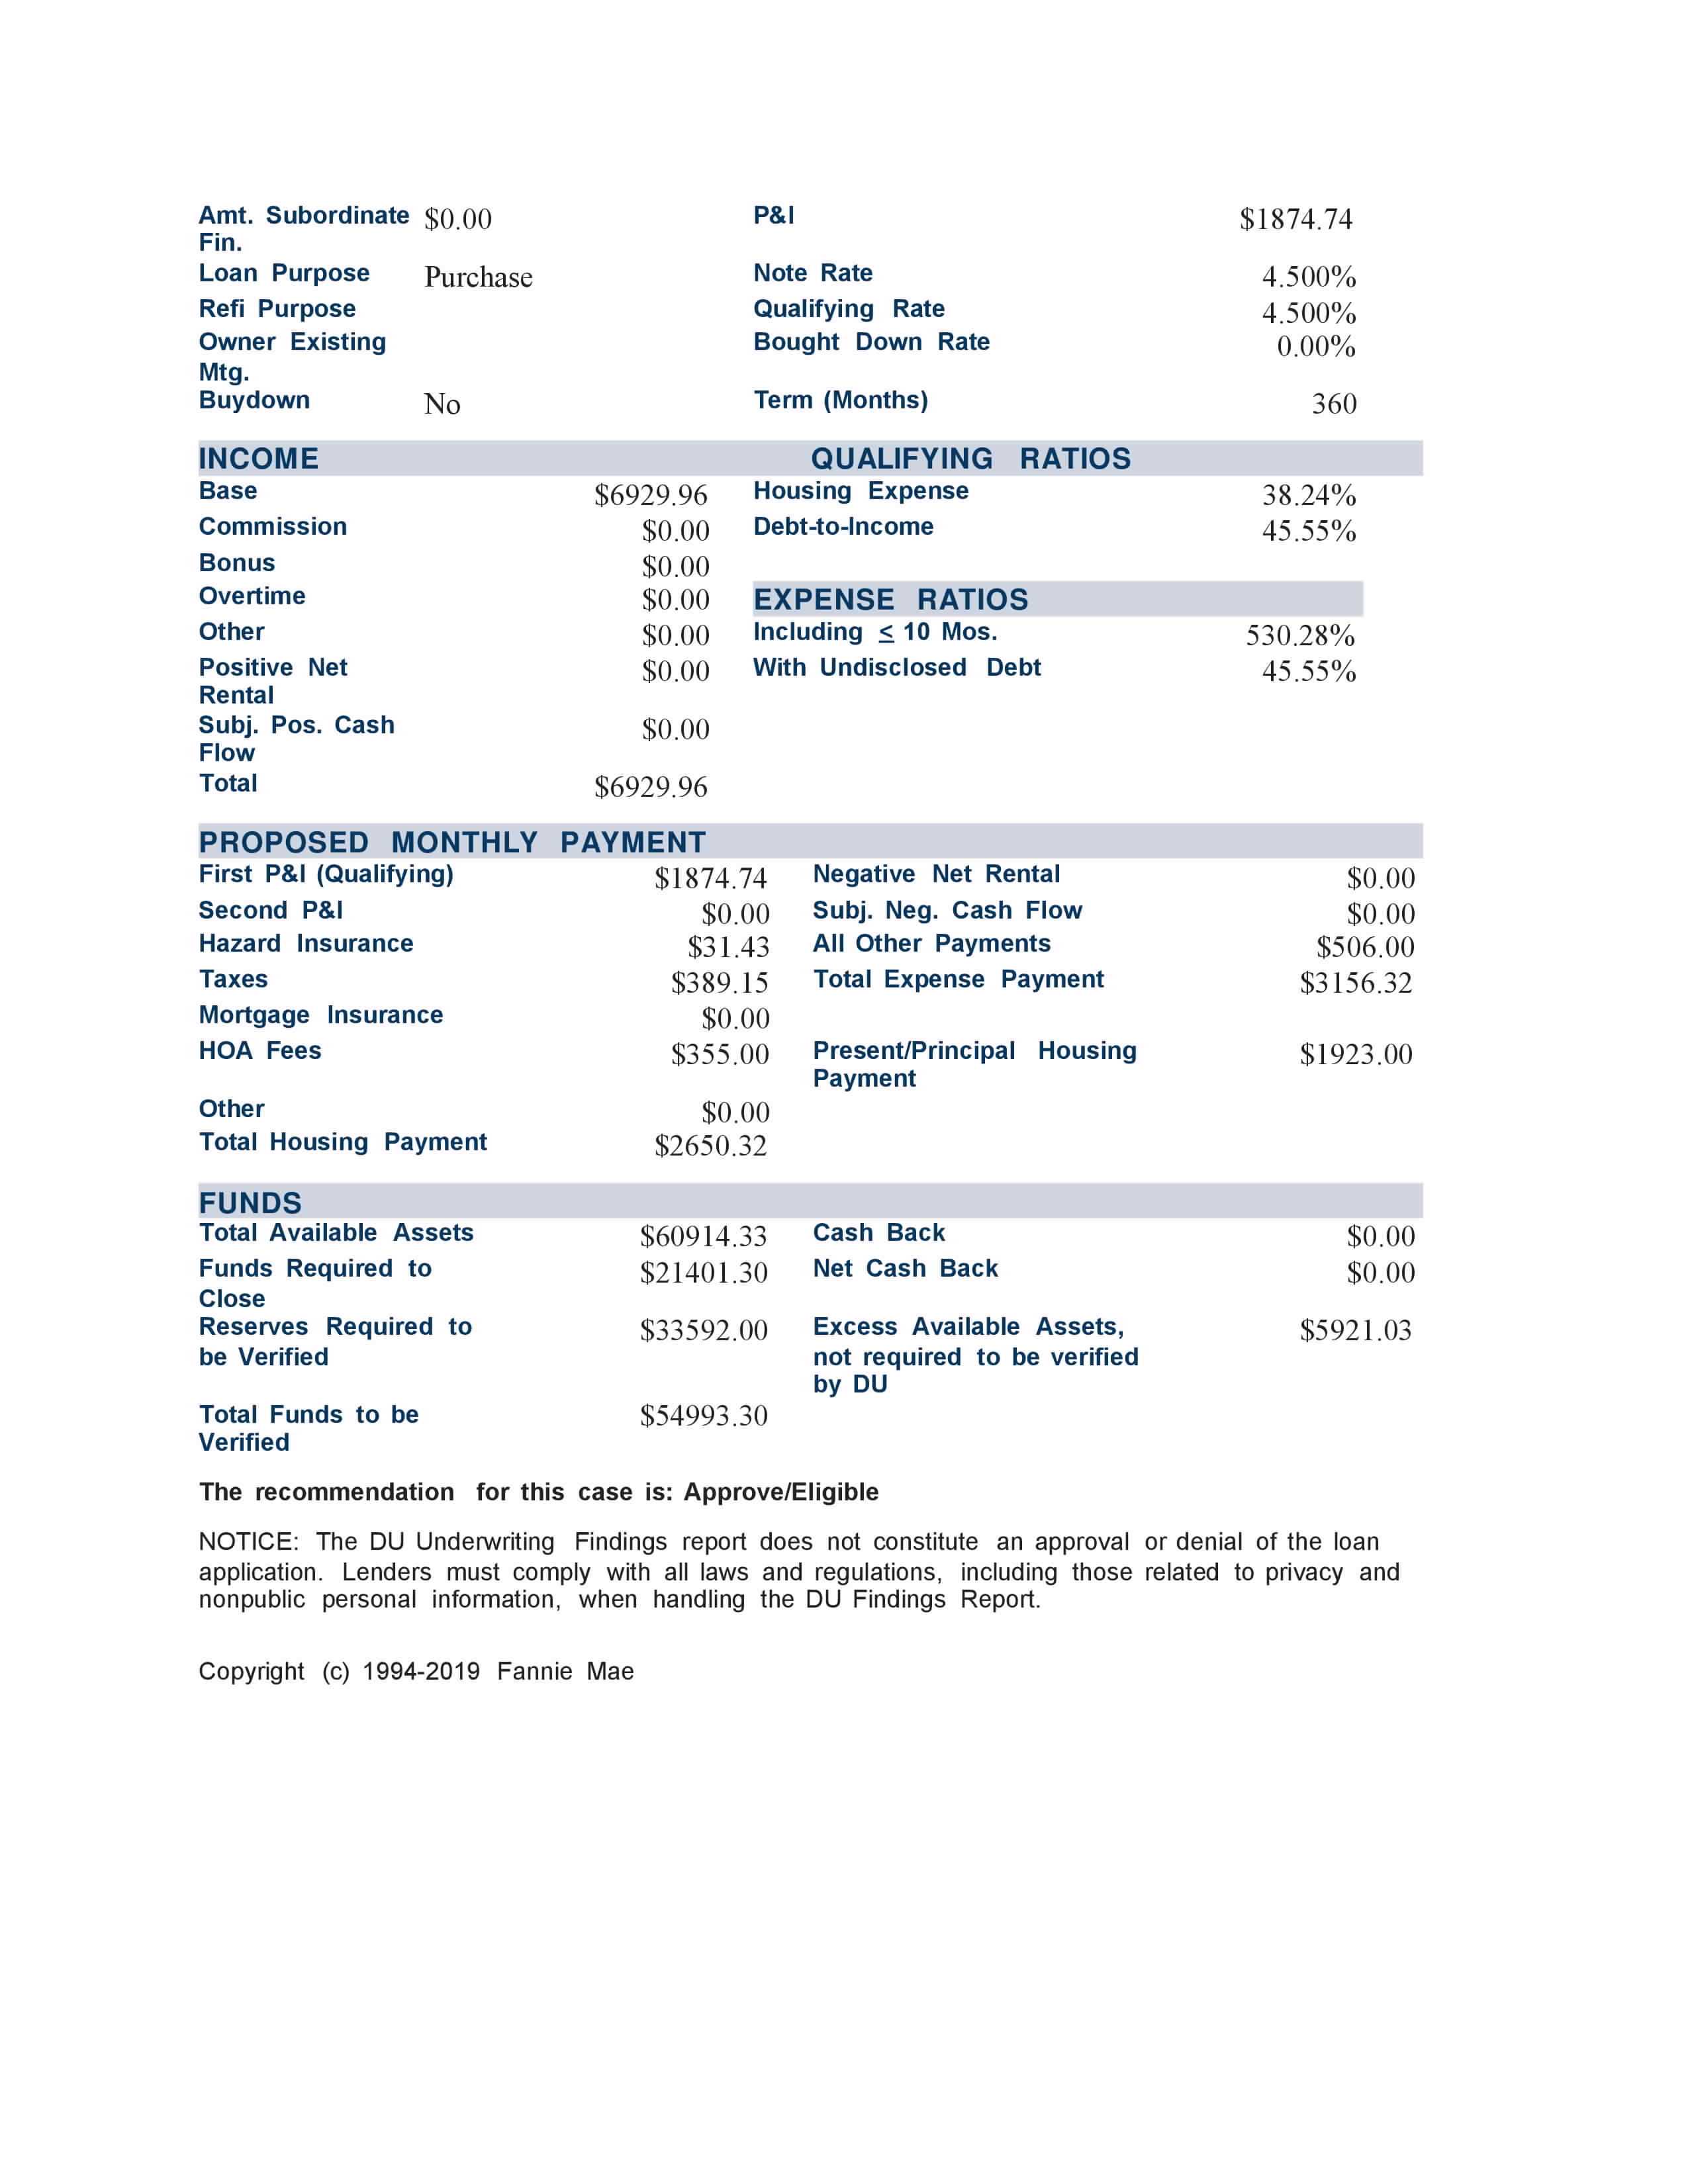 Amt. Subordinate $0.00 P&I $1874.74
Fin.
Loan Purpose Purchase Note Rate 4.500%
Refi Purpose Qualifying Rate 4.500%
Owner Existing Bought Down Rate 0.00%
Mtg.
Buydown No Term (Months) 360
INCOME QUALIFYING RATIOS
Base $6929.96 Housing Expense 38.24%
Commission $0.00 Debt-to-Income 45.55%
Bonus $0.00
Overtime $0.00 EXPENSE RATIOS
Other $0.00 Including ≤ 10 Mos. 530.28%
Positive Net $0.00 With Undisclosed Debt 45.55%
Rental
Subj. Pos. Cash $0.00
Flow
Total $6929.96
PROPOSED MONTHLY PAYMENT
First P&I (Qualifying) $1874.74 Negative Net Rental $0.00
Second P&I $0.00 Subj. Neg. Cash Flow $0.00
Hazard Insurance $31.43 All Other Payments $506.00
Taxes $389.15 Total Expense Payment $3156.32
Mortgage Insurance $0.00
HOA Fees $355.00 Present/Principal Housing $1923.00
Payment
Other $0.00
Total Housing Payment $2650.32
FUNDS
Total Available Assets $60914.33 Cash Back $0.00
Funds Required to $21401.30 Net Cash Back $0.00
Close
Reserves Required to $33592.00 Excess Available Assets, $5921.03
be Verified not required to be verified
by DU
Total Funds to be $54993.30
Verified
The recommendation for this case is: Approve/Eligible
NOTICE: The DU Underwriting Findings report does not constitute an approval or denial of the loan
application. Lenders must comply with all laws and regulations, including those related to privacy and
nonpublic personal information, when handling the DU Findings Report.
Copyright (c) 1994-2019 Fannie Mae